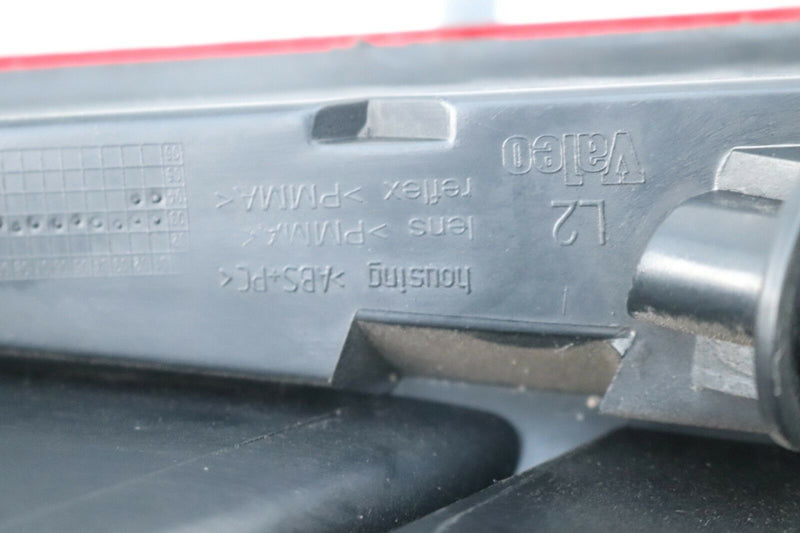 L2
Valeo
housing >ABS+PC<
lens >PMMA<
reflex >PMMA<